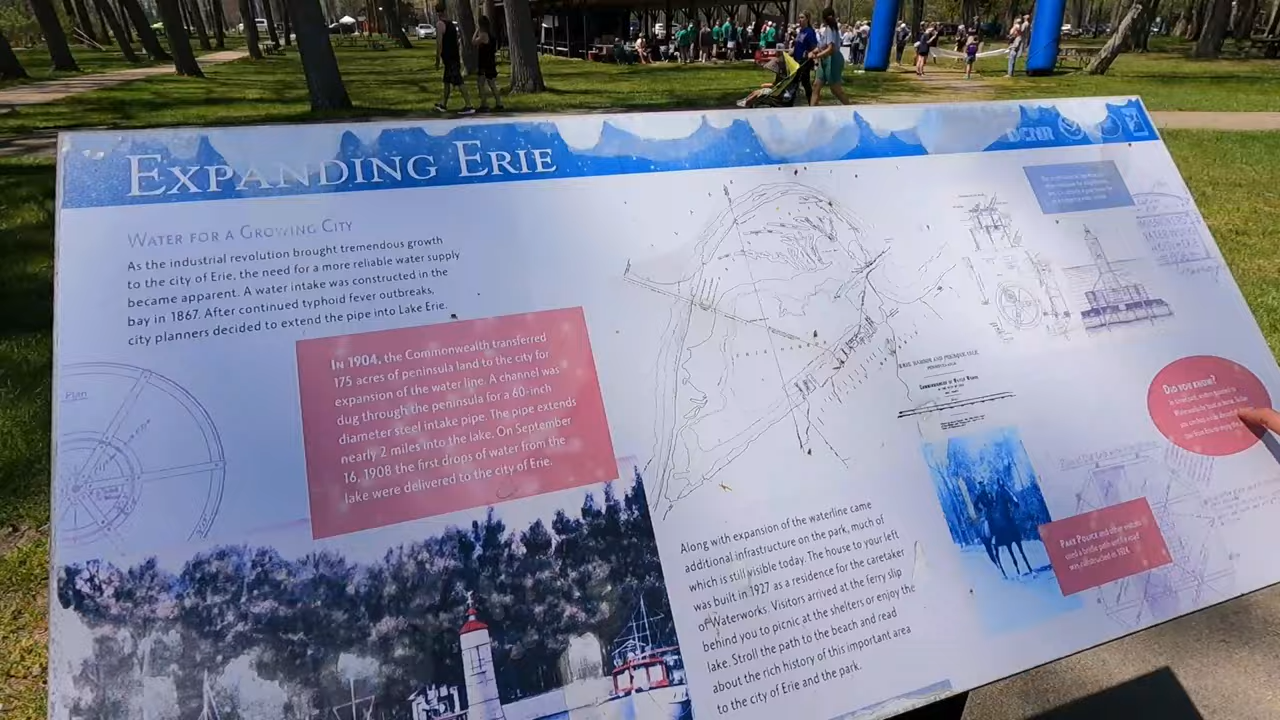 EXPANDING ERIE
DCNR
WATER FOR A GROWING CITY
As the industrial revolution brought tremendous growth
to the city of Erie, the need for a more reliable water supply
became apparent. A water intake was constructed in the
bay in 1867. After continued typhoid fever outbreaks,
city planners decided to extend the pipe into Lake Erie.
IN 1904, the Commonwealth transferred
175 acres of peninsula land to the city for
expansion of the water line. A channel was
dug through the peninsula for a 60-inch
diameter steel intake pipe. The pipe extends
nearly 2 miles into the lake. On September
16, 1908 the first drops of water from the
lake were delivered to the city of Erie.
Plan
Along with expansion of the waterline came
additional infrastructure on the park, much of
which is still visible today. The house to your left
was built in 1927 as a residence for the caretaker
of Waterworks. Visitors arrived at the ferry slip
behind you to picnic at the shelters or enjoy the
lake. Stroll the path to the beach and read
about the rich history of this important area
to the city of Erie and the park.
DID YOU KNOW?
PARK POLICE and other visitors
used a bridle path until a road
was constructed in 1924.